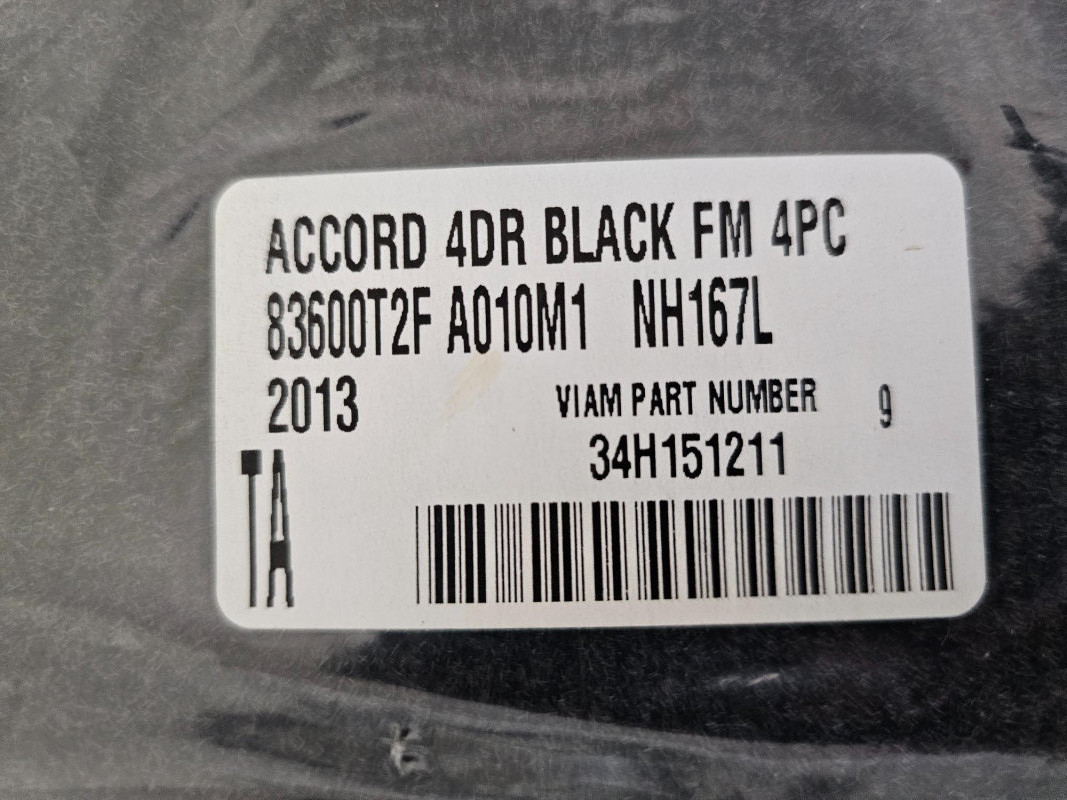 ACCORD 4DR BLACK FM 4PC
83600T2F A010M1 NH167L
2013 VIAM PART NUMBER 9
34H151211
TA